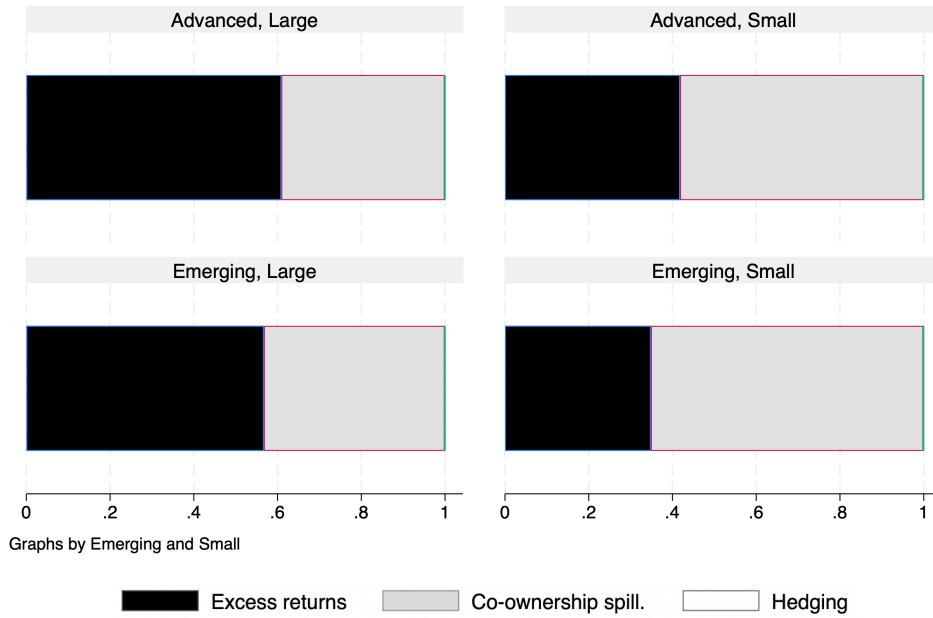 Advanced, Large
Advanced, Small
Emerging, Large
Emerging, Small
0 .2 .4 .6 .8 1
0 .2 .4 .6 .8 1
Graphs by Emerging and Small
Excess returns Co-ownership spill. Hedging